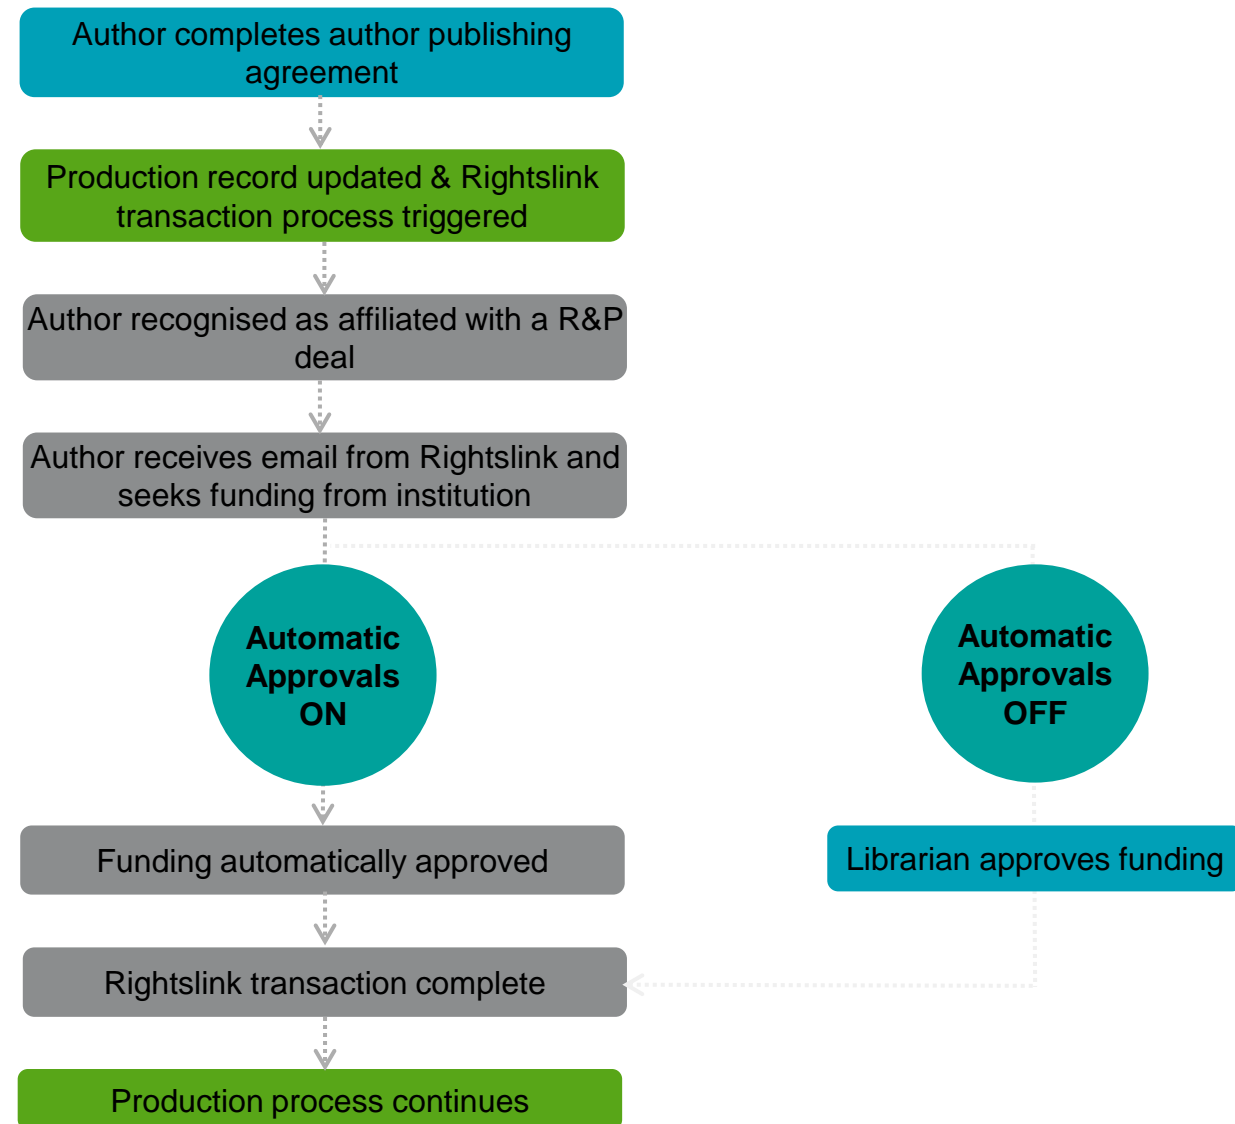 Author completes author publishing
agreement
Production record updated & Rightslink
transaction process triggered
Author recognised as affiliated with a R&P
deal
Author receives email from Rightslink and
seeks funding from institution
Automatic
Approvals
ON
Automatic
Approvals
OFF
Funding automatically approved
Librarian approves funding
Rightslink transaction complete
Production process continues